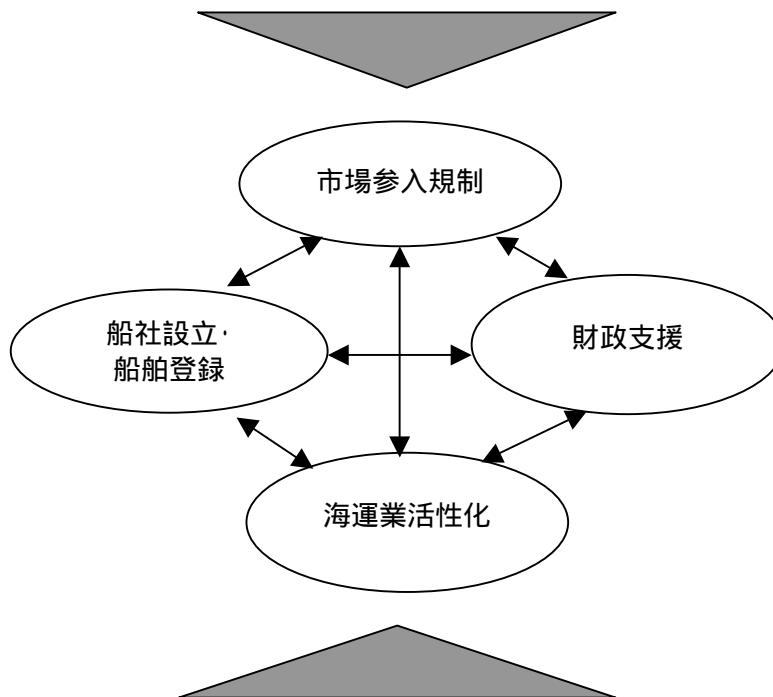 市場参入規制
船社設立・
船舶登録
財政支援
海運業活性化